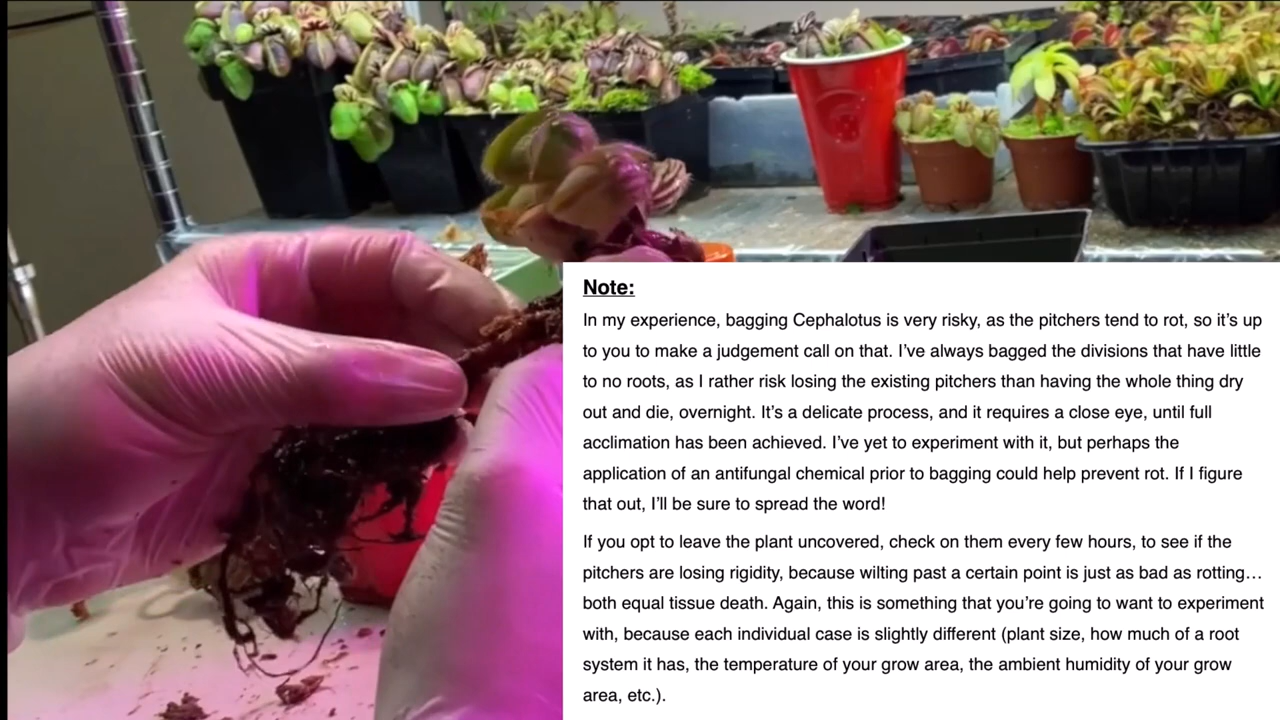 Note:
In my experience, bagging Cephalotus is very risky, as the pitchers tend to rot, so it’s up
to you to make a judgement call on that. I’ve always bagged the divisions that have little
to no roots, as I rather risk losing the existing pitchers than having the whole thing dry
out and die, overnight. It’s a delicate process, and it requires a close eye, until full
acclimation has been achieved. I’ve yet to experiment with it, but perhaps the
application of an antifungal chemical prior to bagging could help prevent rot. If I figure
that out, I’ll be sure to spread the word!
If you opt to leave the plant uncovered, check on them every few hours, to see if the
pitchers are losing rigidity, because wilting past a certain point is just as bad as rotting…
both equal tissue death. Again, this is something that you’re going to want to experiment
with, because each individual case is slightly different (plant size, how much of a root
system it has, the temperature of your grow area, the ambient humidity of your grow
area, etc.).